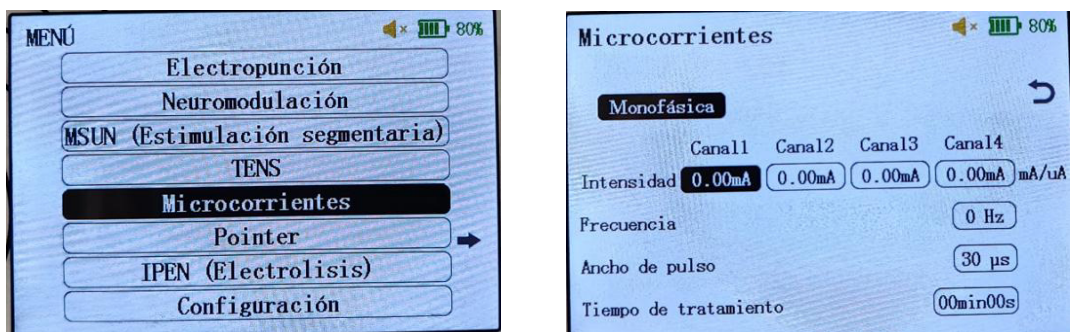 MENÚ 80%
Electropunción
Neuromodulación
MSUN (Estimulación segmentaria)
TENS
Microcorrientes
Pointer
IPEN (Electrolisis)
Configuración
Microcorrientes 80%
Monofásica
Canal1 Canal2 Canal3 Canal4
Intensidad 0.00mA 0.00mA 0.00mA 0.00mA mA/uA
Frecuencia 0 Hz
Ancho de pulso 30 μs
Tiempo de tratamiento 00min00s